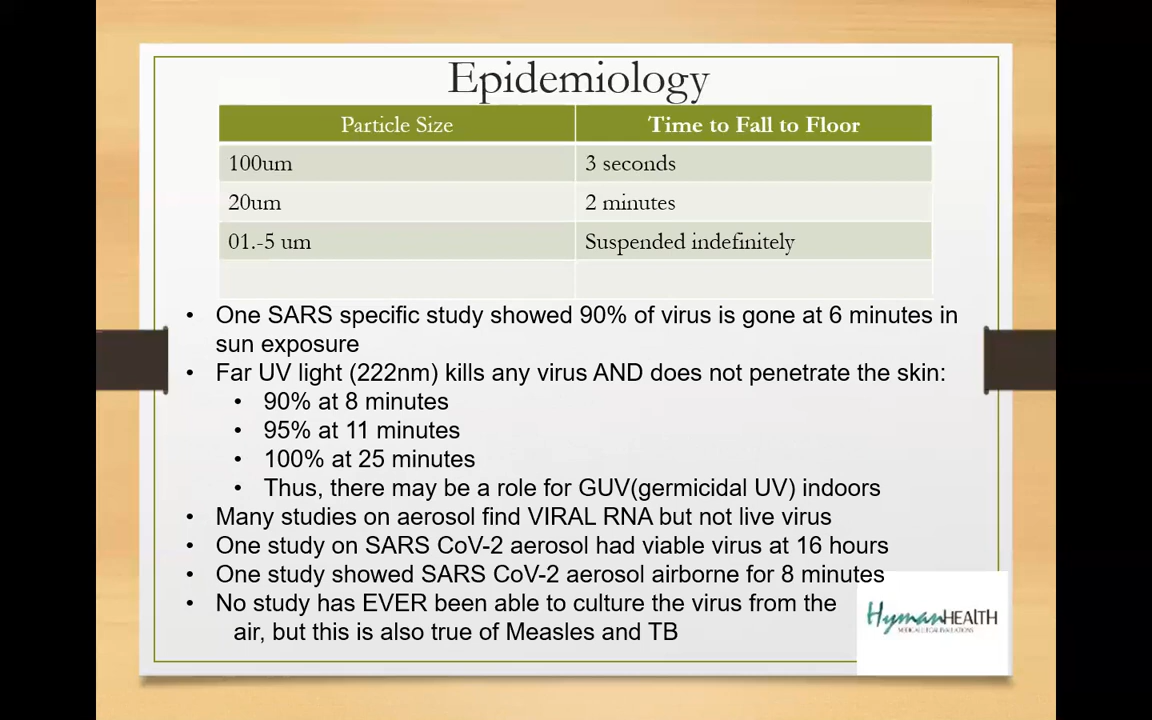 Epidemiology
Particle Size Time to Fall to Floor
100um 3 seconds
20um 2 minutes
01.-5 um Suspended indefinitely
• One SARS specific study showed 90% of virus is gone at 6 minutes in
sun exposure
• Far UV light (222nm) kills any virus AND does not penetrate the skin:
• 90% at 8 minutes
• 95% at 11 minutes
• 100% at 25 minutes
• Thus, there may be a role for GUV(germicidal UV) indoors
• Many studies on aerosol find VIRAL RNA but not live virus
• One study on SARS CoV-2 aerosol had viable virus at 16 hours
• One study showed SARS CoV-2 aerosol airborne for 8 minutes
• No study has EVER been able to culture the virus from the
air, but this is also true of Measles and TB
HymanHEALTH